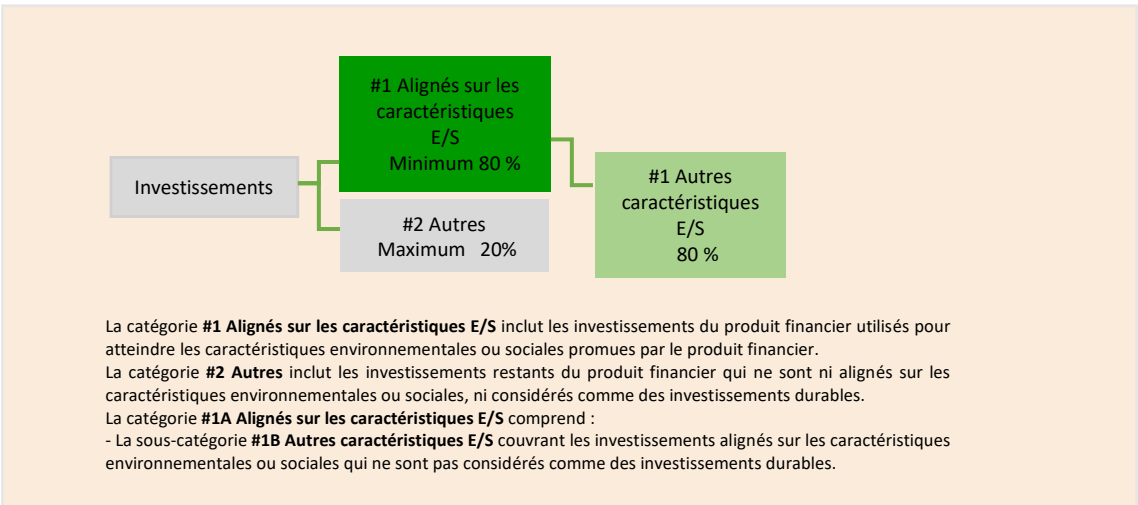 #1 Alignés sur les
caractéristiques
E/S
Minimum 80 %
Investissements
#2 Autres
Maximum 20%
#1 Autres
caractéristiques
E/S
80 %
La catégorie #1 Alignés sur les caractéristiques E/S inclut les investissements du produit financier utilisés pour
atteindre les caractéristiques environnementales ou sociales promues par le produit financier.
La catégorie #2 Autres inclut les investissements restants du produit financier qui ne sont ni alignés sur les
caractéristiques environnementales ou sociales, ni considérés comme des investissements durables.
La catégorie #1A Alignés sur les caractéristiques E/S comprend :
- La sous-catégorie #1B Autres caractéristiques E/S couvrant les investissements alignés sur les caractéristiques
environnementales ou sociales qui ne sont pas considérés comme des investissements durables.